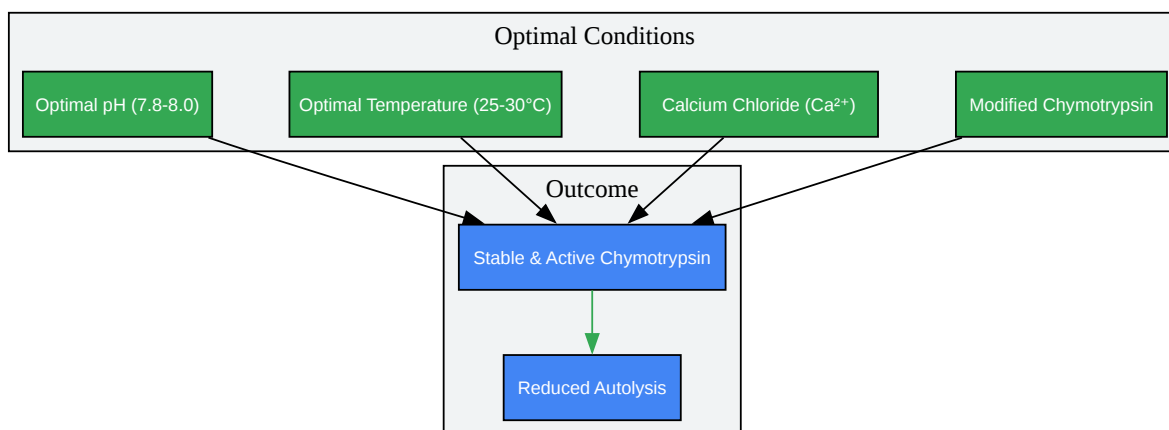 Optimal Conditions
Optimal pH (7.8-8.0)
Optimal Temperature (25-30°C)
Calcium Chloride (Ca²⁺)
Modified Chymotrypsin
Outcome
Stable & Active Chymotrypsin
Reduced Autolysis